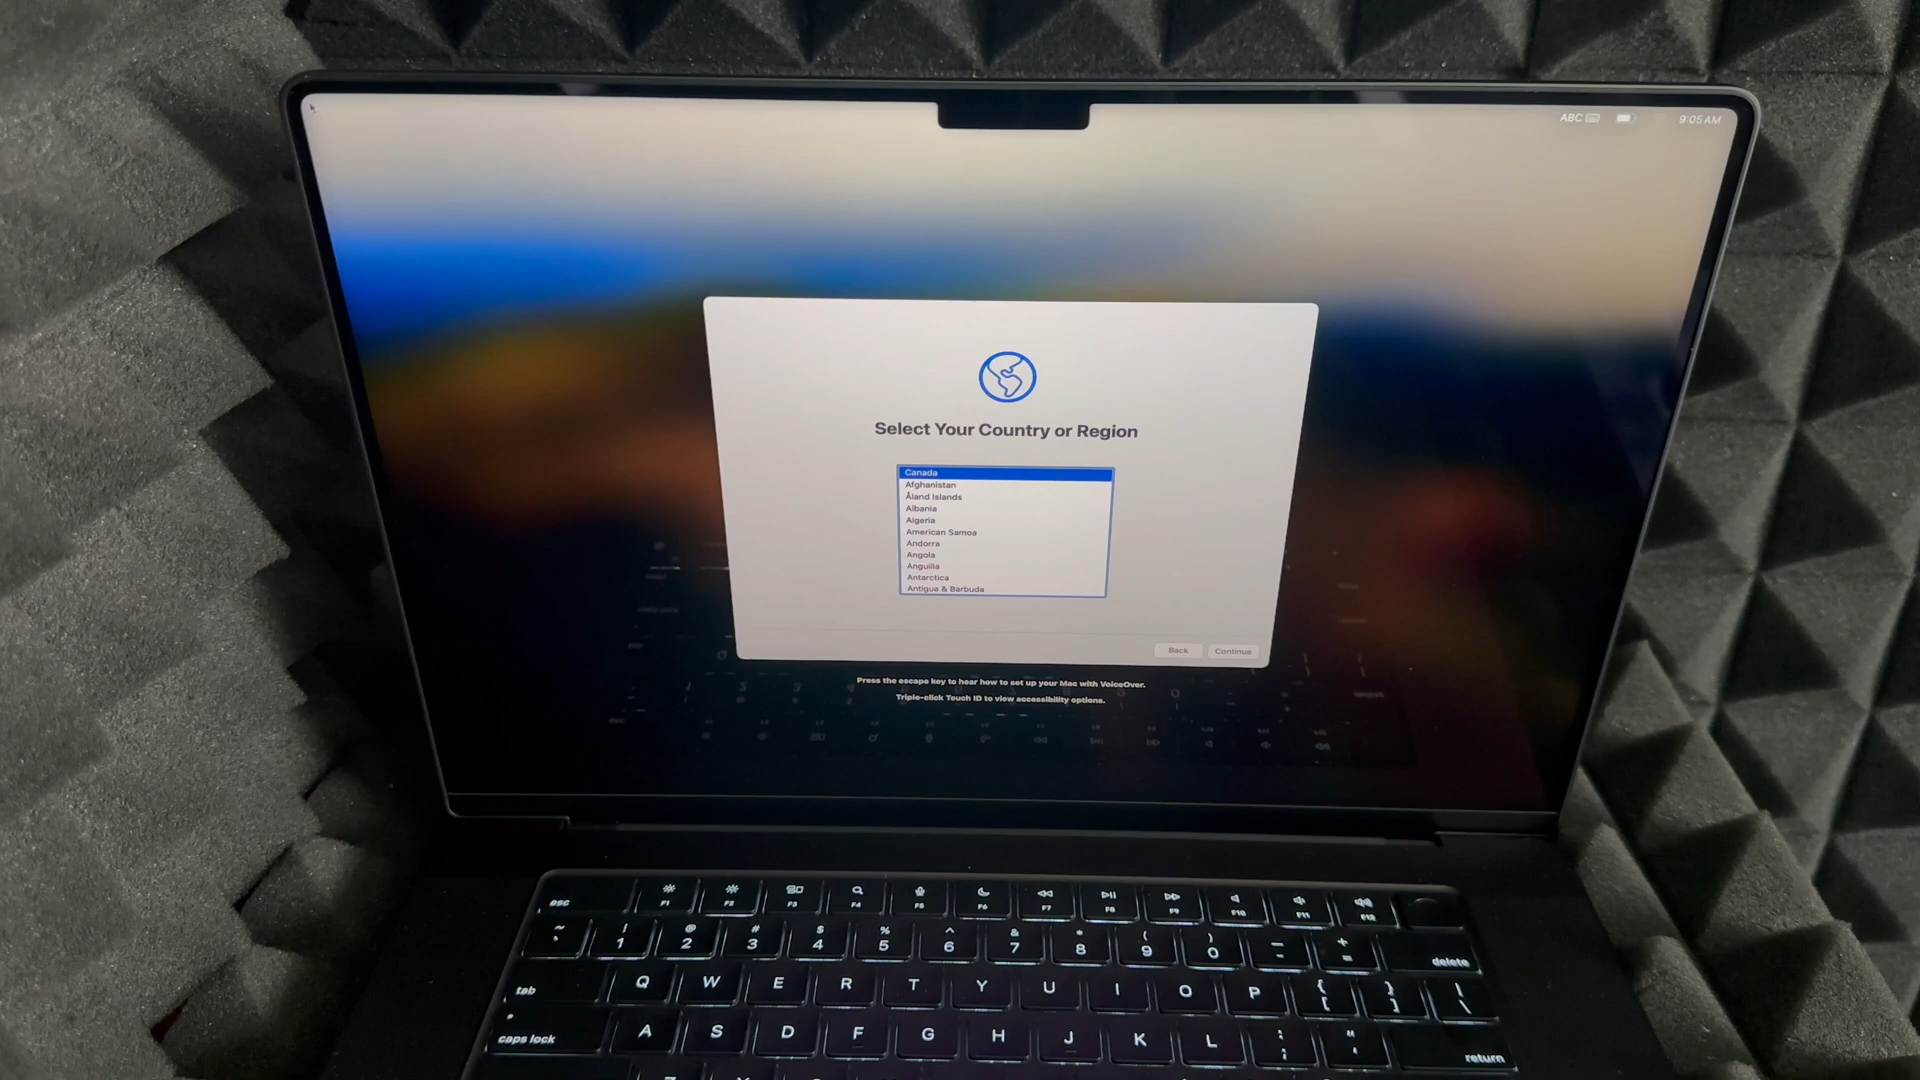 ABC
9:05 AM
Select Your Country or Region
Canada
Afghanistan
Åland Islands
Albania
Algeria
American Samoa
Andorra
Angola
Anguilla
Antarctica
Antigua & Barbuda
Back Continue
Press the escape key to hear how to set up your Mac with VoiceOver.
Triple-click Touch ID to view accessibility options.
esc F1 F2 F3 F4 F5 F6 F7 F8 F9 F10 F11 F12
~ ! @ # $ % ^ & * ( ) _ +
` 1 2 3 4 5 6 7 8 9 0 - = delete
tab Q W E R T Y U I O P { [ } ] | \
caps lock A S D F G H J K L : ; " ' return